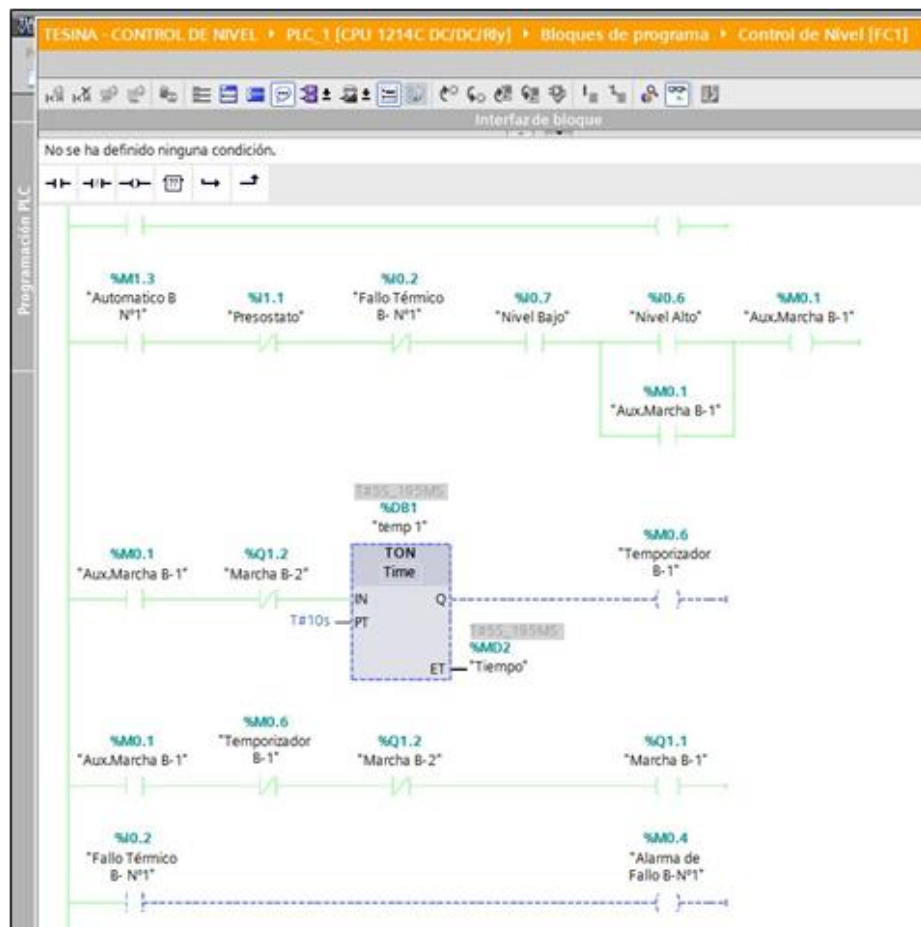 TESINA - CONTROL DE NIVEL ▸ PLC_1 [CPU 1214C DC/DC/Rly] ▸ Bloques de programa ▸ Control de Nivel [FC1]
Interfaz de bloque
No se ha definido ninguna condición.
Programación PLC
%M1.3
"Automatico B
Nº1"
%I1.1
"Presostato"
%I0.2
"Fallo Térmico
B- Nº1"
%I0.7
"Nivel Bajo"
%I0.6
"Nivel Alto"
%M0.1
"Aux.Marcha B-1"
%M0.1
"Aux.Marcha B-1"
T#5S_195MS
%DB1
"temp 1"
TON
Time
%M0.1
"Aux.Marcha B-1"
%Q1.2
"Marcha B-2"
IN
Q
T#10s
PT
ET
%M0.6
"Temporizador
B-1"
T#5S_195MS
%MD2
"Tiempo"
%M0.1
"Aux.Marcha B-1"
%M0.6
"Temporizador
B-1"
%Q1.2
"Marcha B-2"
%Q1.1
"Marcha B-1"
%I0.2
"Fallo Térmico
B- Nº1"
%M0.4
"Alarma de
Fallo B-Nº1"